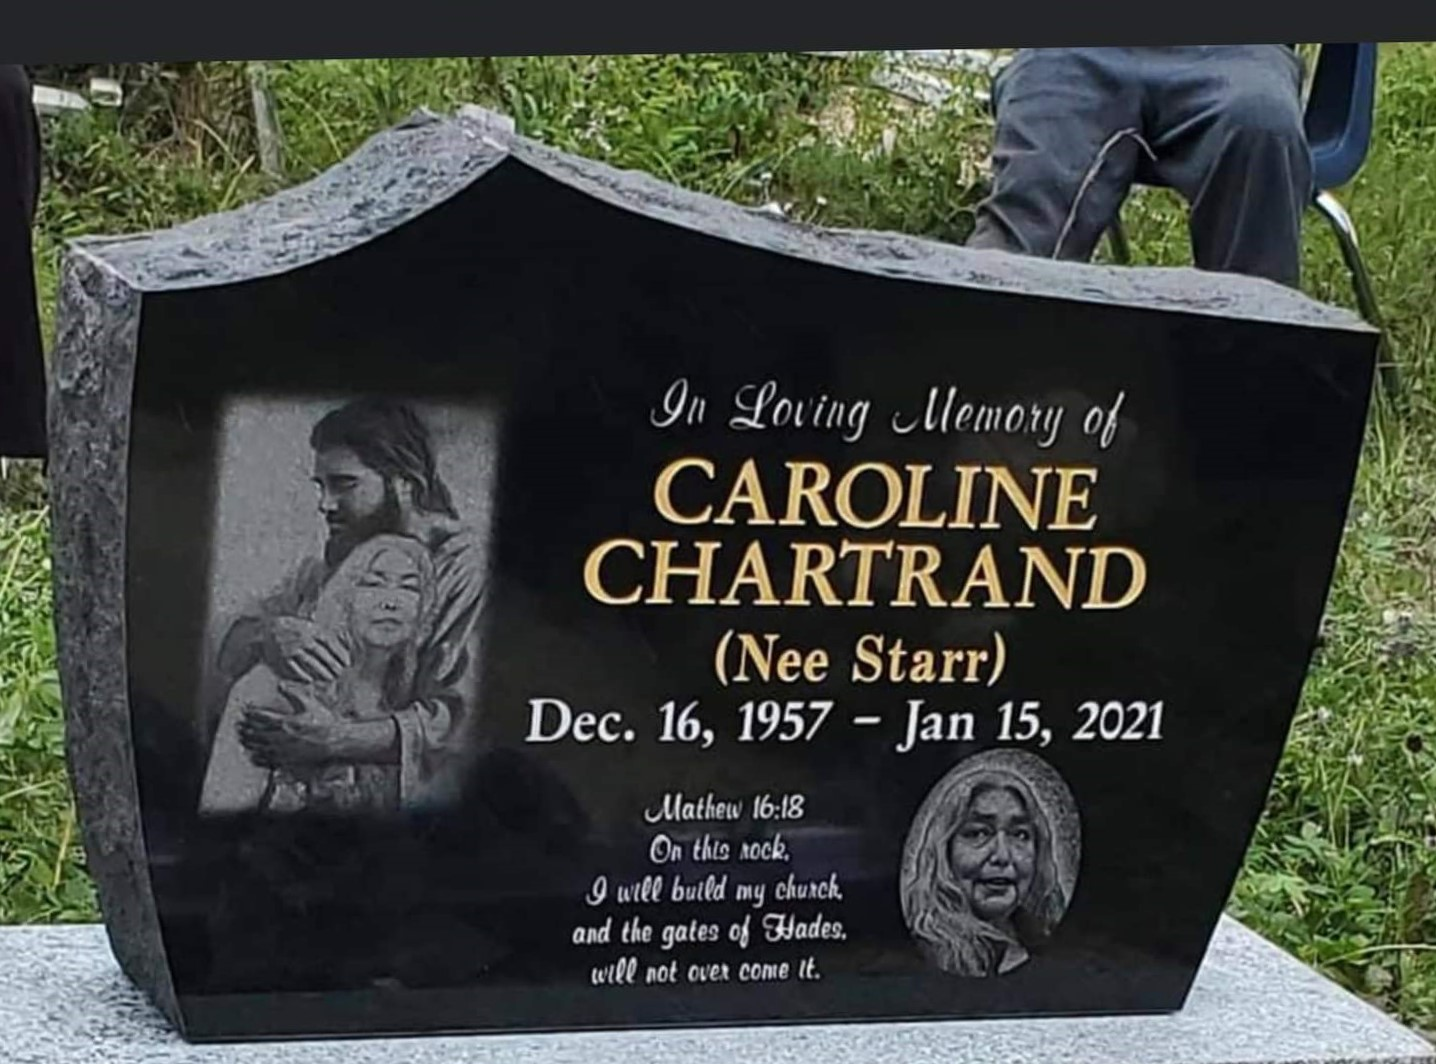 In Loving Memory of
CAROLINE
CHARTRAND
(Nee Starr)
Dec. 16, 1957 – Jan 15, 2021
Mathew 16:18
On this rock,
I will build my church,
and the gates of Hades,
will not over come it.